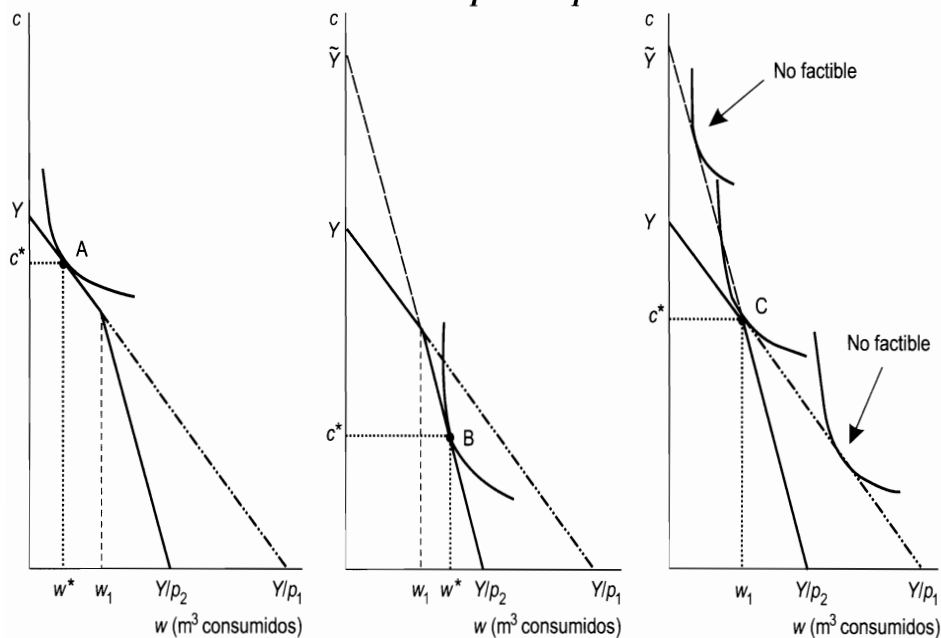 c
Y
c*
A
w*
w₁
Y/p₂
Y/p₁
w (m³ consumidos)
c
Ỹ
Y
c*
B
w₁
w*
Y/p₂
Y/p₁
w (m³ consumidos)
c
Ỹ
No factible
Y
C
c*
No factible
w₁
Y/p₂
Y/p₁
w (m³ consumidos)